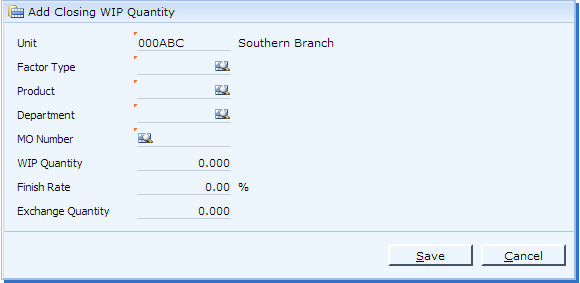 Add Closing WIP Quantity
Unit 000ABC Southern Branch
Factor Type
Product
Department
MO Number
WIP Quantity 0.000
Finish Rate 0.00 %
Exchange Quantity 0.000
Save Cancel